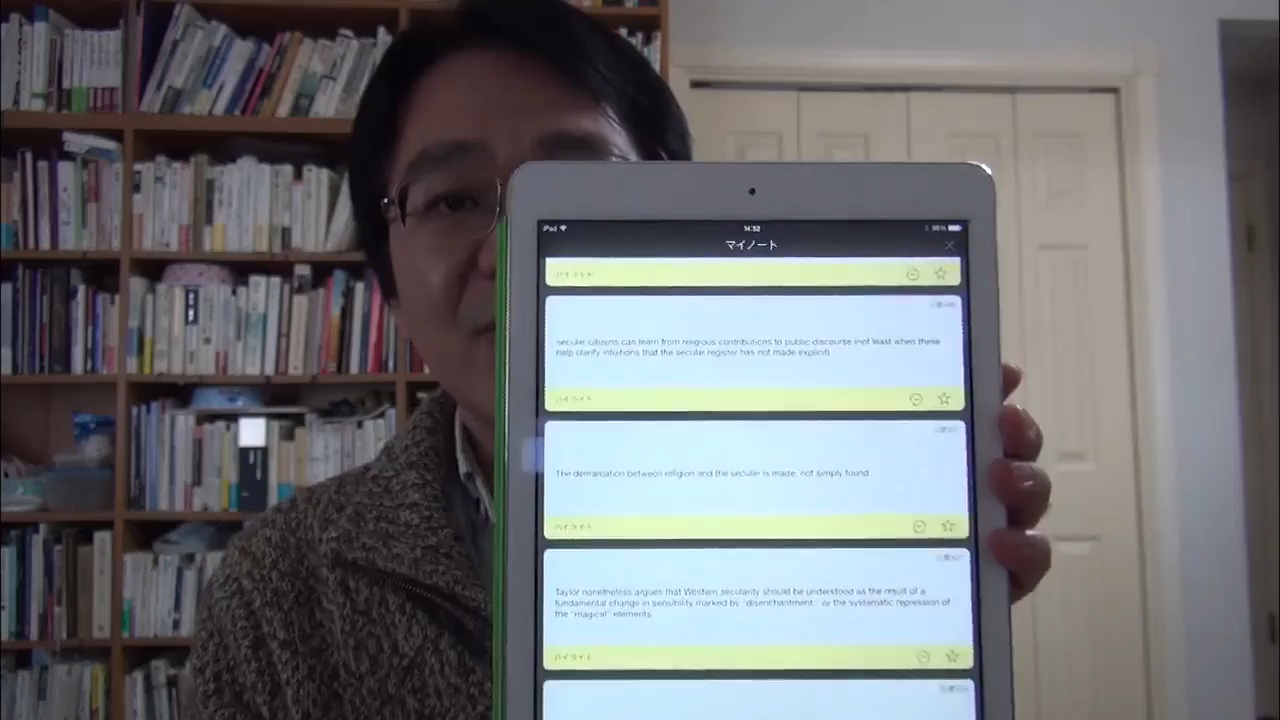 iPad
14:52
96%
マイノート
ハイライト
secular citizens can learn from religious contributions to public discourse (not least when these
help clarify intuitions that the secular register has not made explicit)
ハイライト
The demarcation between religion and the secular is made, not simply found.
ハイライト
Taylor nonetheless argues that Western secularity should be understood as the result of a
fundamental change in sensibility marked by "disenchantment," or the systematic repression of
the "magical" elements
ハイライト